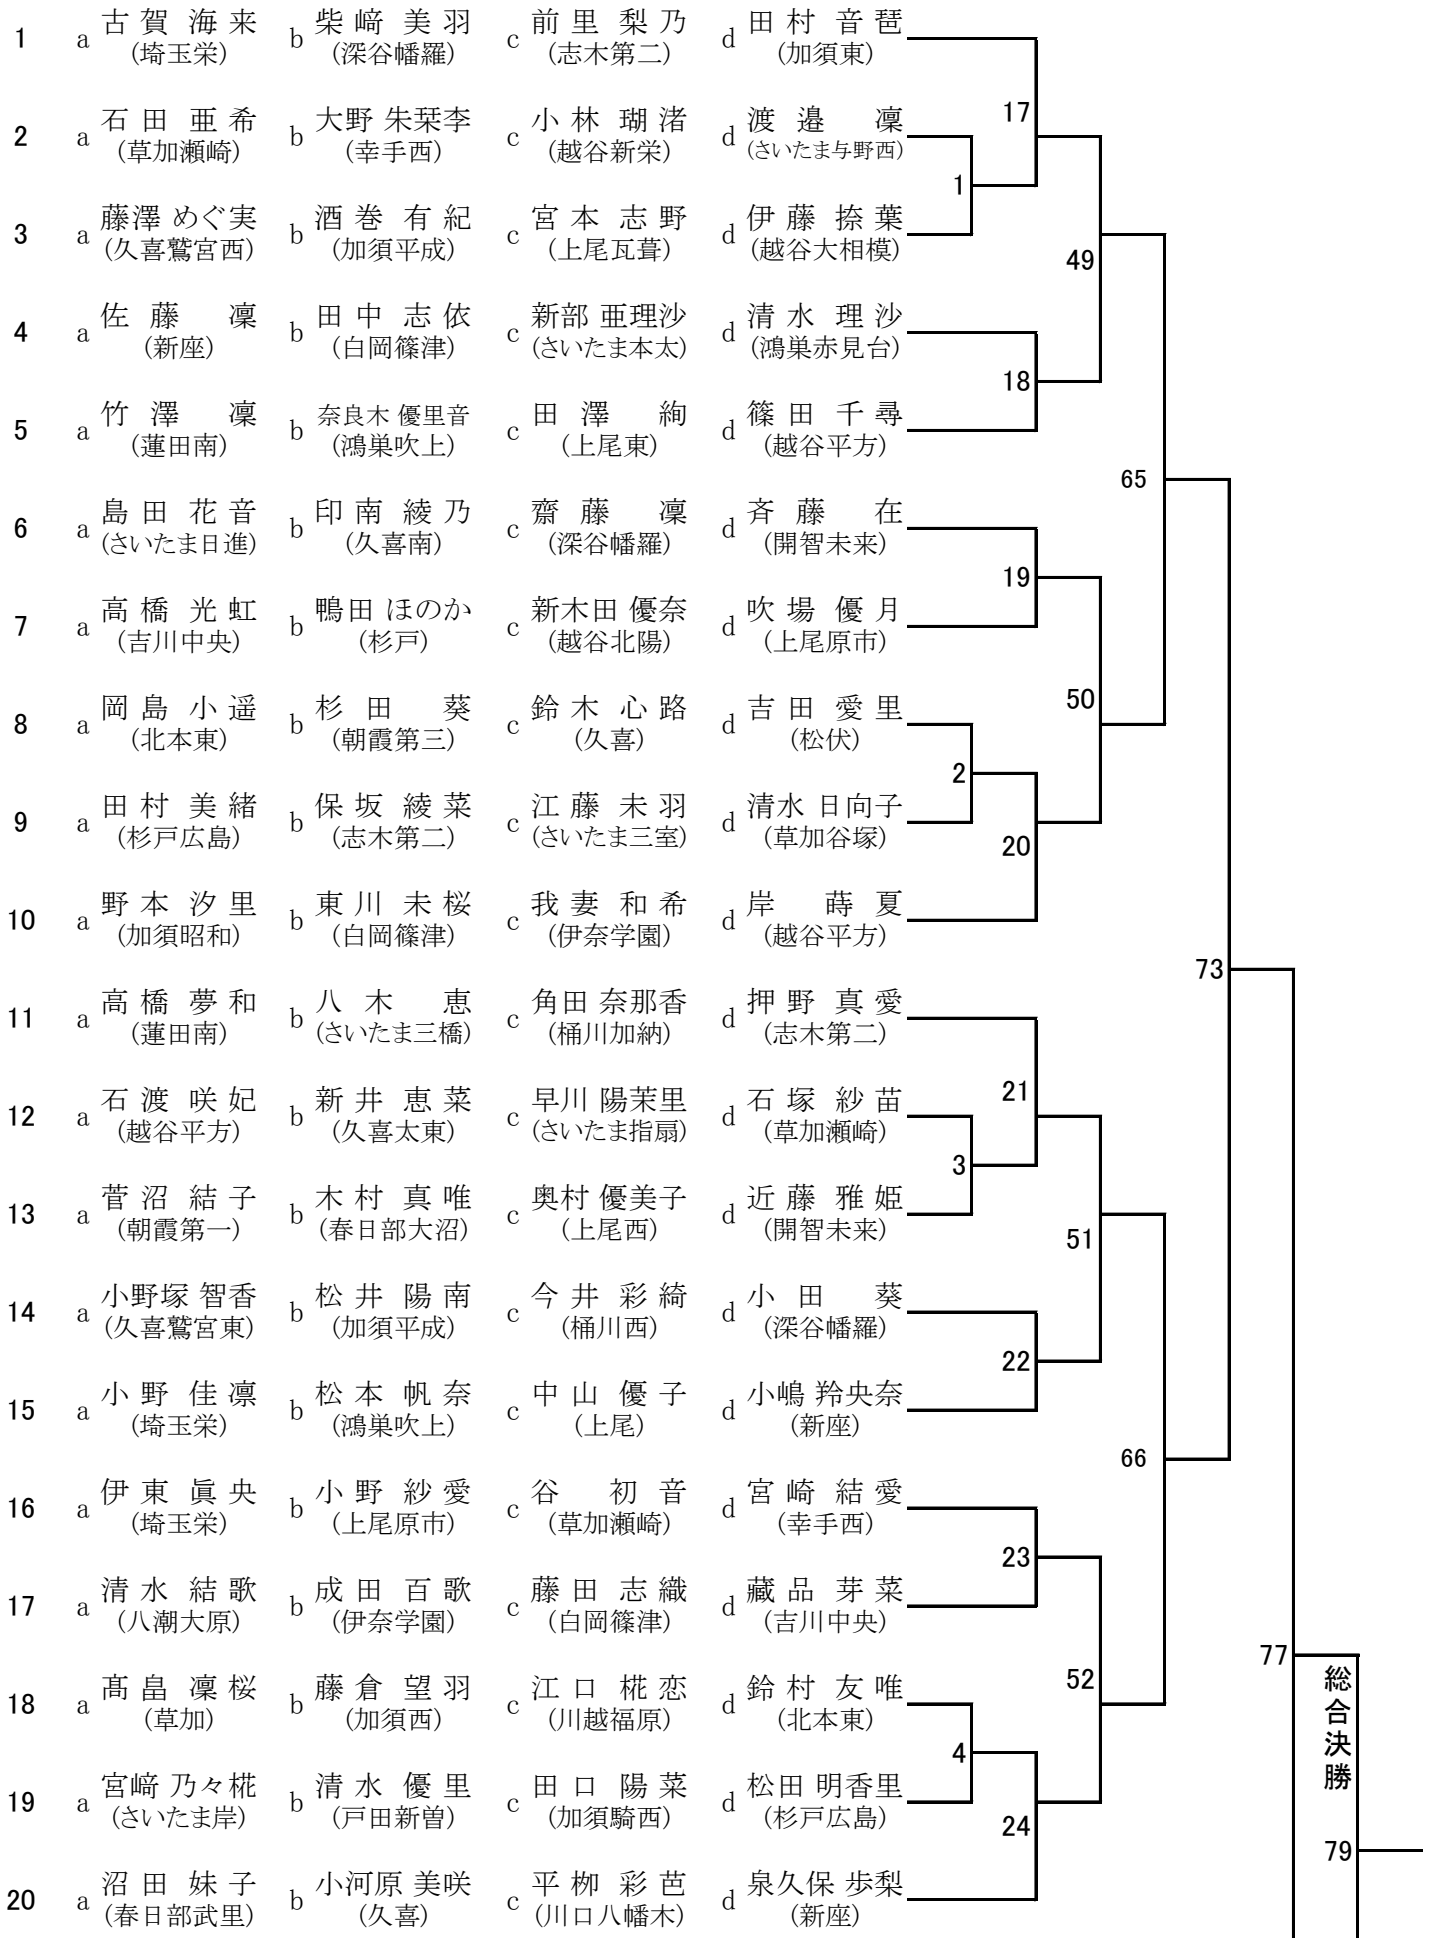 1 a 古賀 海来 b 柴﨑 美羽 c 前里 梨乃 d 田村 音琶
(埼玉栄) (深谷幡羅) (志木第二) (加須東)
17
2 a 石田 亜希 b 大野 朱栞李 c 小林 瑚渚 d 渡邉 凜
(草加瀬崎) (幸手西) (越谷新栄) (さいたま与野西)
1
3 a 藤澤 めぐ実 b 酒巻 有紀 c 宮本 志野 d 伊藤 捺葉
(久喜鷲宮西) (加須平成) (上尾瓦葺) (越谷大相模)
49
4 a 佐藤 凜 b 田中 志依 c 新部 亜理沙 d 清水 理沙
(新座) (白岡篠津) (さいたま本太) (鴻巣赤見台)
18
5 a 竹澤 凜 b 奈良木 優里音 c 田澤 絢 d 篠田 千尋
(蓮田南) (鴻巣吹上) (上尾東) (越谷平方)
65
6 a 島田 花音 b 印南 綾乃 c 齋藤 凜 d 斉藤 在
(さいたま日進) (久喜南) (深谷幡羅) (開智未来)
19
7 a 高橋 光虹 b 鴨田 ほのか c 新木田 優奈 d 吹場 優月
(吉川中央) (杉戸) (越谷北陽) (上尾原市)
50
8 a 岡島 小遥 b 杉田 葵 c 鈴木 心路 d 吉田 愛里
(北本東) (朝霞第三) (久喜) (松伏)
2
9 a 田村 美緒 b 保坂 綾菜 c 江藤 未羽 d 清水 日向子
(杉戸広島) (志木第二) (さいたま三室) (草加谷塚)
20
10 a 野本 汐里 b 東川 未桜 c 我妻 和希 d 岸 蒔夏
(加須昭和) (白岡篠津) (伊奈学園) (越谷平方)
73
11 a 高橋 夢和 b 八木 恵 c 角田 奈那香 d 押野 真愛
(蓮田南) (さいたま三橋) (桶川加納) (志木第二)
21
12 a 石渡 咲妃 b 新井 恵菜 c 早川 陽茉里 d 石塚 紗苗
(越谷平方) (久喜太東) (さいたま指扇) (草加瀬崎)
3
13 a 菅沼 結子 b 木村 真唯 c 奥村 優美子 d 近藤 雅姫
(朝霞第一) (春日部大沼) (上尾西) (開智未来)
51
14 a 小野塚 智香 b 松井 陽南 c 今井 彩綺 d 小田 葵
(久喜鷲宮東) (加須平成) (桶川西) (深谷幡羅)
22
15 a 小野 佳凛 b 松本 帆奈 c 中山 優子 d 小嶋 羚央奈
(埼玉栄) (鴻巣吹上) (上尾) (新座)
66
16 a 伊東 眞央 b 小野 紗愛 c 谷 初音 d 宮崎 結愛
(埼玉栄) (上尾原市) (草加瀬崎) (幸手西)
23
17 a 清水 結歌 b 成田 百歌 c 藤田 志織 d 藏品 芽菜
(八潮大原) (伊奈学園) (白岡篠津) (吉川中央)
77
52
総合決勝
18 a 髙畠 凜桜 b 藤倉 望羽 c 江口 椛恋 d 鈴村 友唯
(草加) (加須西) (川越福原) (北本東)
4
19 a 宮﨑 乃々椛 b 清水 優里 c 田口 陽菜 d 松田 明香里
(さいたま岸) (戸田新曽) (加須騎西) (杉戸広島)
24
79
20 a 沼田 妹子 b 小河原 美咲 c 平栁 彩芭 d 泉久保 歩梨
(春日部武里) (久喜) (川口八幡木) (新座)